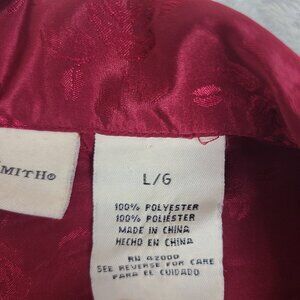 MITH®
L/G
100% POLYESTER
100% POLIÉSTER
MADE IN CHINA
HECHO EN CHINA
RN 42000
SEE REVERSE FOR CARE
PARA EL CUIDADO